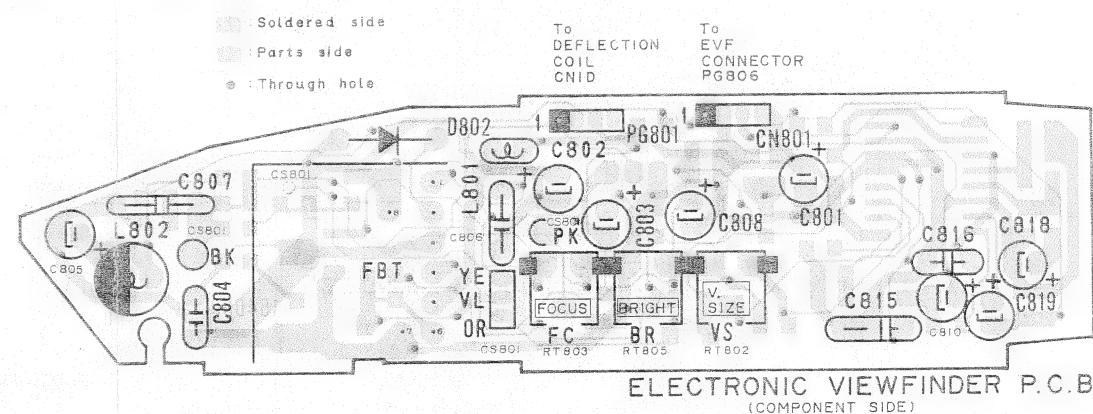 : Soldered side
: Parts side
: Through hole
To
DEFLECTION
COIL
CNID
To
EVF
CONNECTOR
PG806
D802
1
PG801
1
CN801
C802
CS801
L801
C807
C801
C803
C808
PK
L802
BK
C805
C806
FBT
YE
VL
OR
C804
FOCUS
BRIGHT
V.
SIZE
FC
BR
VS
CS801
RT803
RT805
RT802
C816
C818
C815
C810
C819
ELECTRONIC VIEWFINDER P.C.B
(COMPONENT SIDE)